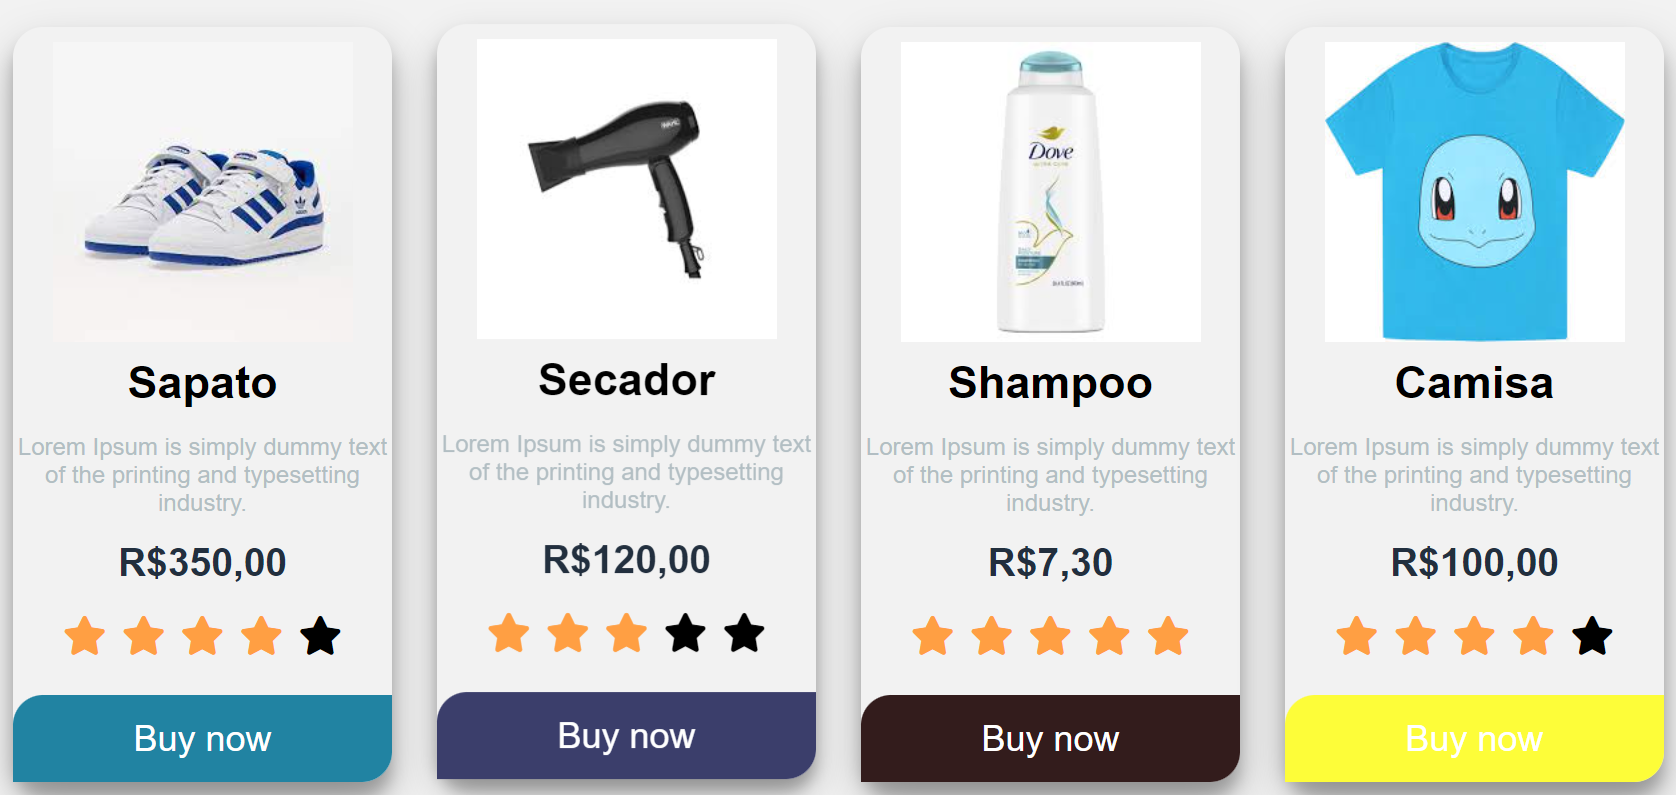 Dove
Sapato
Lorem Ipsum is simply dummy text
of the printing and typesetting
industry.
R$350,00
Buy now
Secador
Lorem Ipsum is simply dummy text
of the printing and typesetting
industry.
R$120,00
Buy now
Shampoo
Lorem Ipsum is simply dummy text
of the printing and typesetting
industry.
R$7,30
Buy now
Camisa
Lorem Ipsum is simply dummy text
of the printing and typesetting
industry.
R$100,00
Buy now